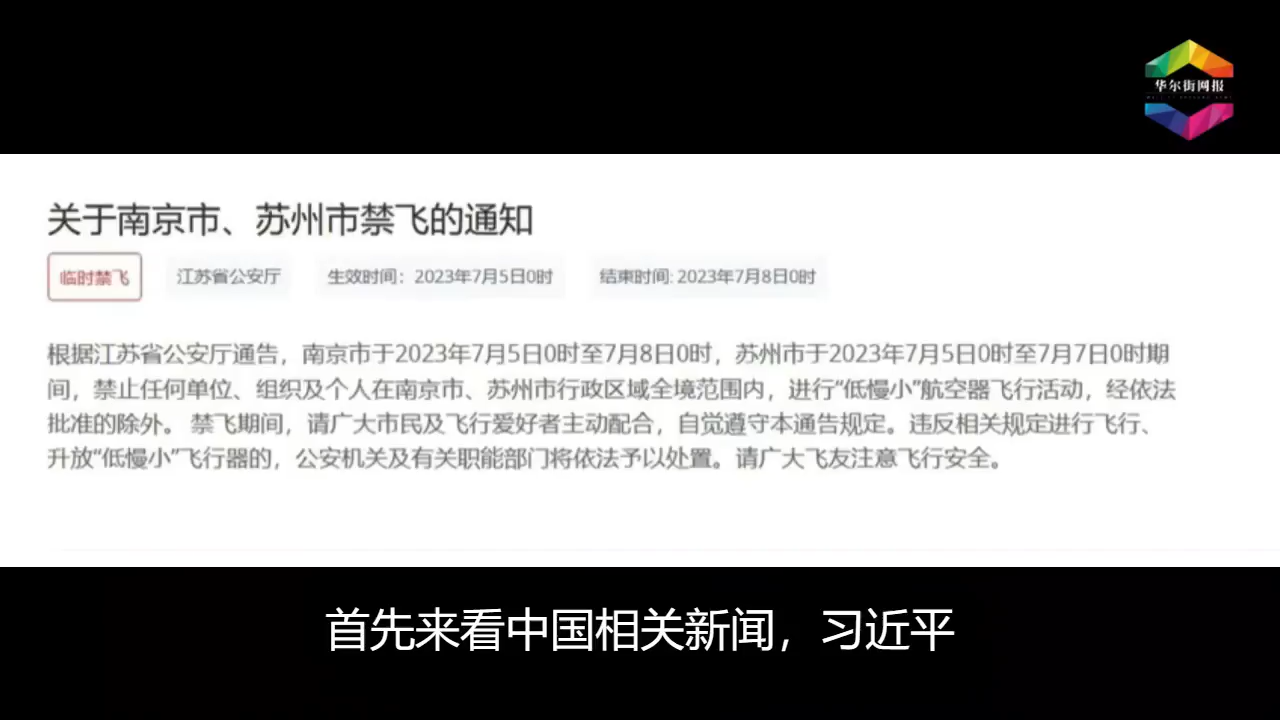 华尔街网报
关于南京市、苏州市禁飞的通知
临时禁飞 江苏省公安厅 生效时间：2023年7月5日0时 结束时间: 2023年7月8日0时
根据江苏省公安厅通告，南京市于2023年7月5日0时至7月8日0时，苏州市于2023年7月5日0时至7月7日0时期
间，禁止任何单位、组织及个人在南京市、苏州市行政区域全境范围内，进行“低慢小”航空器飞行活动，经依法
批准的除外。 禁飞期间，请广大市民及飞行爱好者主动配合，自觉遵守本通告规定。违反相关规定进行飞行、
升放“低慢小”飞行器的，公安机关及有关职能部门将依法予以处置。请广大飞友注意飞行安全。
首先来看中国相关新闻，习近平